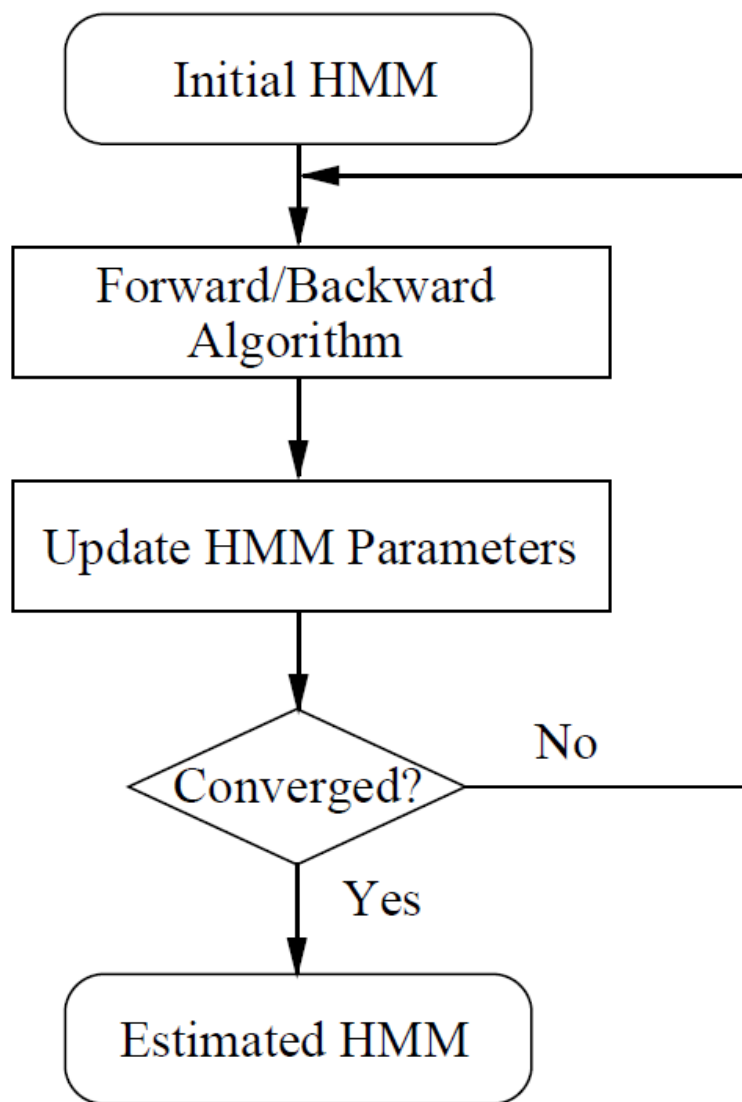 Initial HMM
Forward/Backward
Algorithm
Update HMM Parameters
Converged?
No
Yes
Estimated HMM